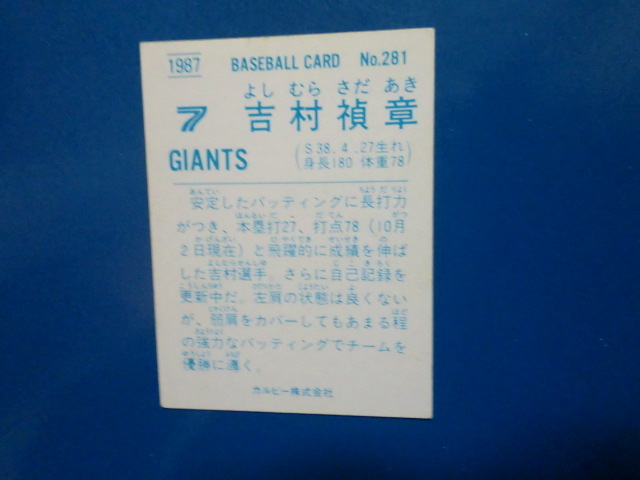 1987 BASEBALL CARD No.281
よし むら さだ あき
7 吉村禎章
GIANTS (S38.4.27生れ
身長180 体重78)
安定したバッティングに長打力
がつき、本塁打27、打点78(10月
2日現在)と飛躍的に成績を伸ば
した吉村選手。さらに自己記録を
更新中だ。左肩の状態は良くない
が、弱肩をカバーしてもあまる程
の強力なバッティングでチームを
優勝に導く。
カルビー株式会社